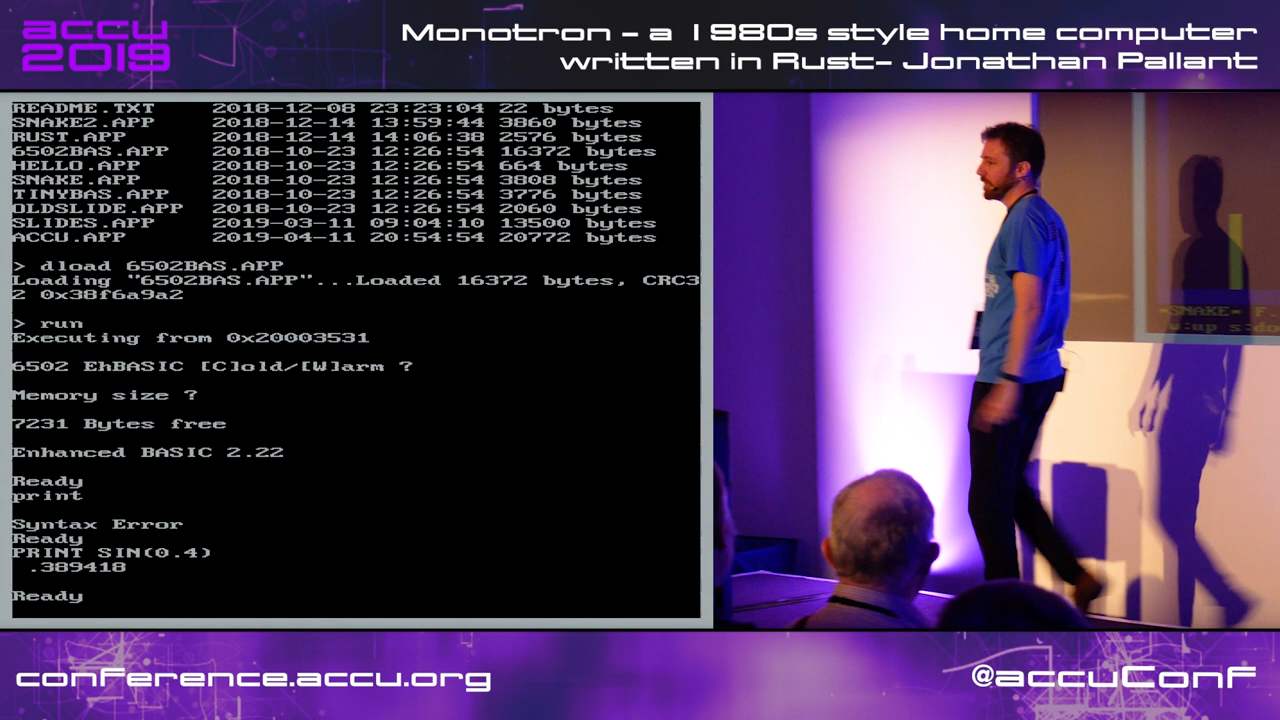 accu
2019
Monotron - a 1980s style home computer
written in Rust- Jonathan Pallant
README.TXT 2018-12-08 23:23:04 22 bytes
SNAKE2.APP 2018-12-14 13:59:44 3860 bytes
RUST.APP 2018-12-14 14:06:38 2576 bytes
6502BAS.APP 2018-10-23 12:26:54 16372 bytes
HELLO.APP 2018-10-23 12:26:54 664 bytes
SNAKE.APP 2018-10-23 12:26:54 3808 bytes
TINYBAS.APP 2018-10-23 12:26:54 3776 bytes
OLDSLIDE.APP 2018-10-23 12:26:54 2060 bytes
SLIDES.APP 2019-03-11 09:04:10 13500 bytes
ACCU.APP 2019-04-11 20:54:54 20772 bytes
> dload 6502BAS.APP
Loading "6502BAS.APP"...Loaded 16372 bytes, CRC3
2 0x38f6a9a2
> run
Executing from 0x20003531
6502 EhBASIC [C]old/[W]arm ?
Memory size ?
7231 Bytes free
Enhanced BASIC 2.22
Ready
print
Syntax Error
Ready
PRINT SIN(0.4)
.389418
Ready
*SNAKE* F.
w:up s:do
conference.accu.org
@accuConf